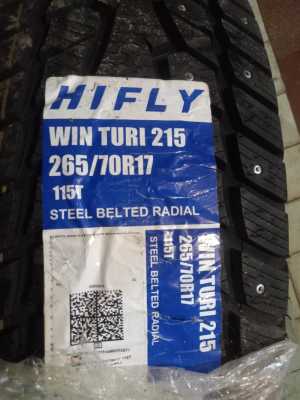 HIFLY
WIN TURI 215
265/70R17
115T
STEEL BELTED RADIAL
WIN TURI 215
265/70R17
115T
STEEL BELTED RADIAL